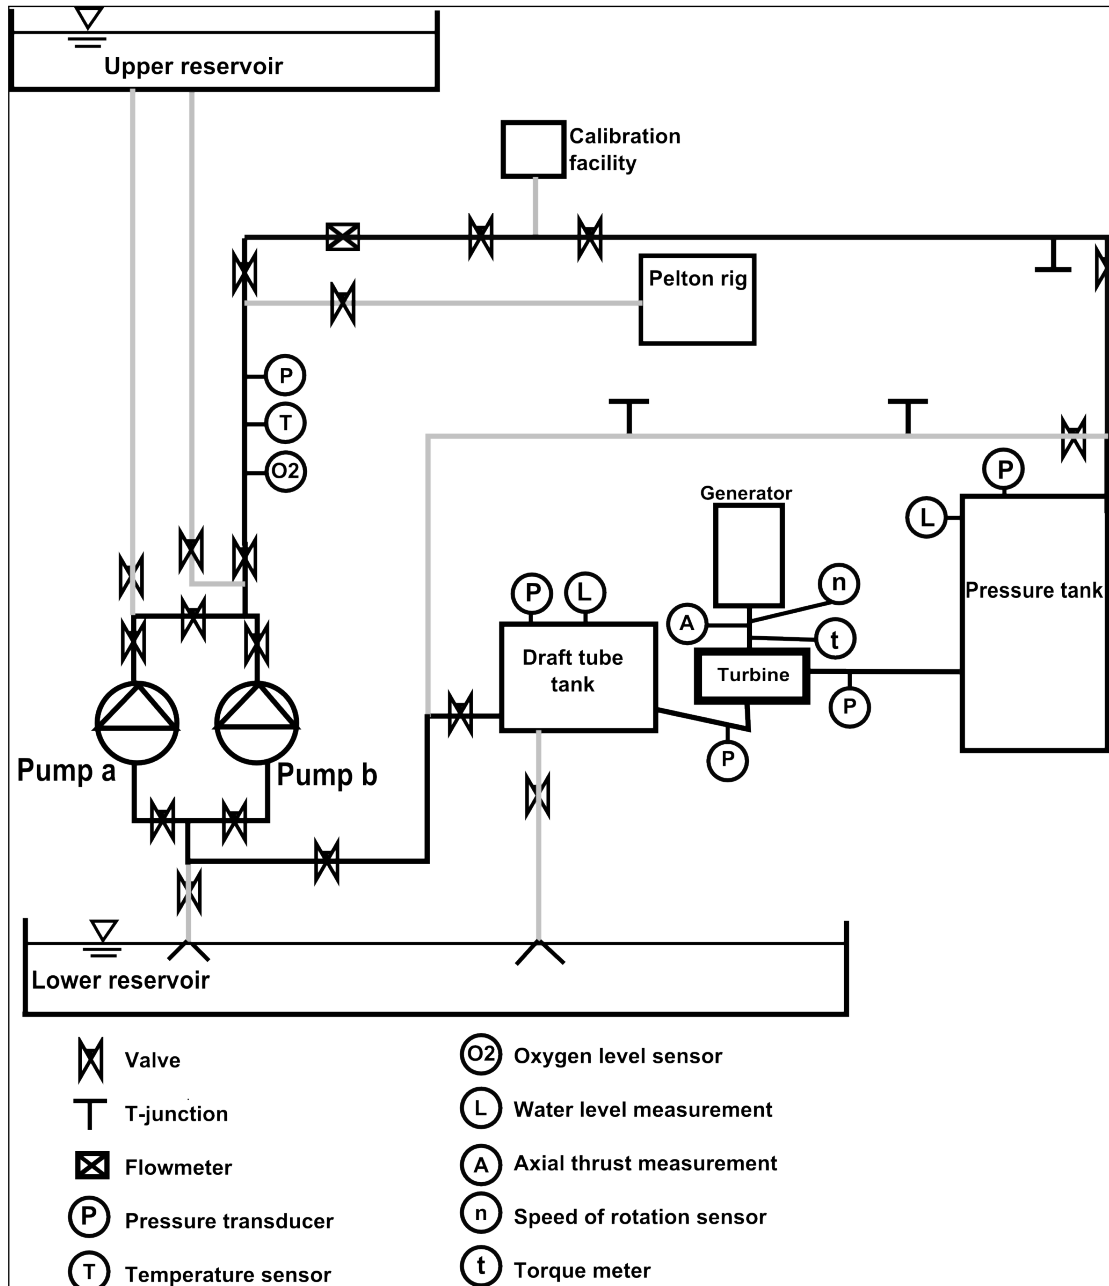 Upper reservoir
Calibration
facility
Pelton rig
P
T
O2
P
L
Generator
n
P
L
A
t
Pressure tank
Draft tube
tank
Turbine
P
P
Pump a
Pump b
Lower reservoir
Valve
T-junction
Flowmeter
P Pressure transducer
T Temperature sensor
O2 Oxygen level sensor
L Water level measurement
A Axial thrust measurement
n Speed of rotation sensor
t Torque meter